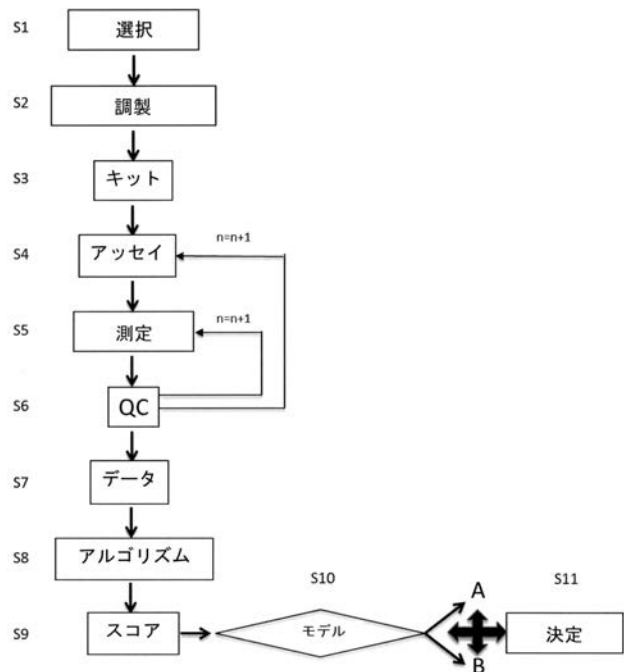 S1 選択
S2 調製
S3 キット
n=n+1
S4 アッセイ
n=n+1
S5 測定
S6 QC
S7 データ
S8 アルゴリズム
S10 S11
A
S9 スコア モデル 決定
B